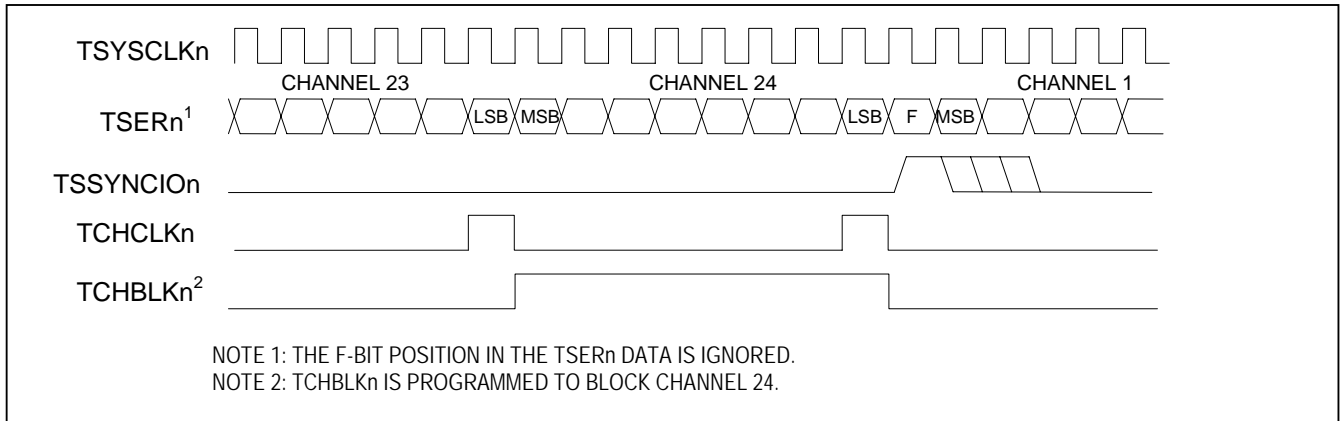 TSYSCLKn
CHANNEL 23 CHANNEL 24 CHANNEL 1
TSERn¹ LSB MSB LSB F MSB
TSSYNCIOn
TCHCLKn
TCHBLKn²
NOTE 1: THE F-BIT POSITION IN THE TSERn DATA IS IGNORED.
NOTE 2: TCHBLKn IS PROGRAMMED TO BLOCK CHANNEL 24.